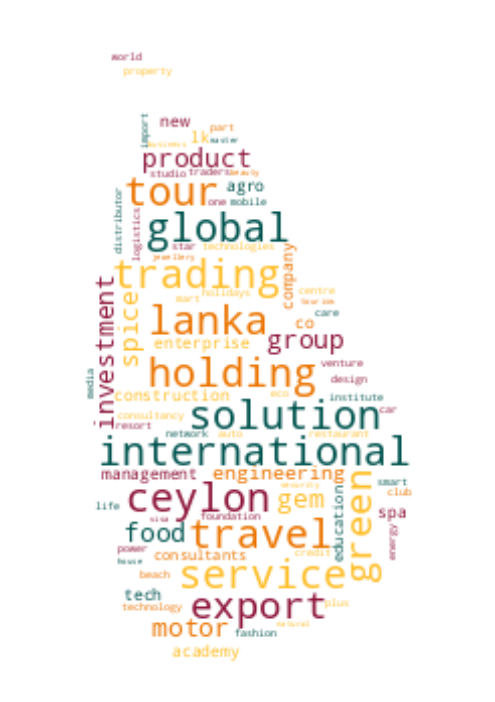 world
property
import
new
part
lk
master
business
product
studio
traders
beauty
tour
agro
distributor
one
mobile
logistics
global
star
technologies
jewellery
company
trading
centre
holidays
tourism
mart
investment
spice
lanka
care
co
enterprise
group
venture
holding
design
media
construction
eco
institute
consultancy
solution
car
resort
network
auto
restaurant
international
management
engineering
security
smart
ceylon
gem
green
club
life
education
foundation
spa
food
travel
energy
power
consultants
credit
house
beach
service
tech
technology
export
plus
motor
natural
fashion
academy